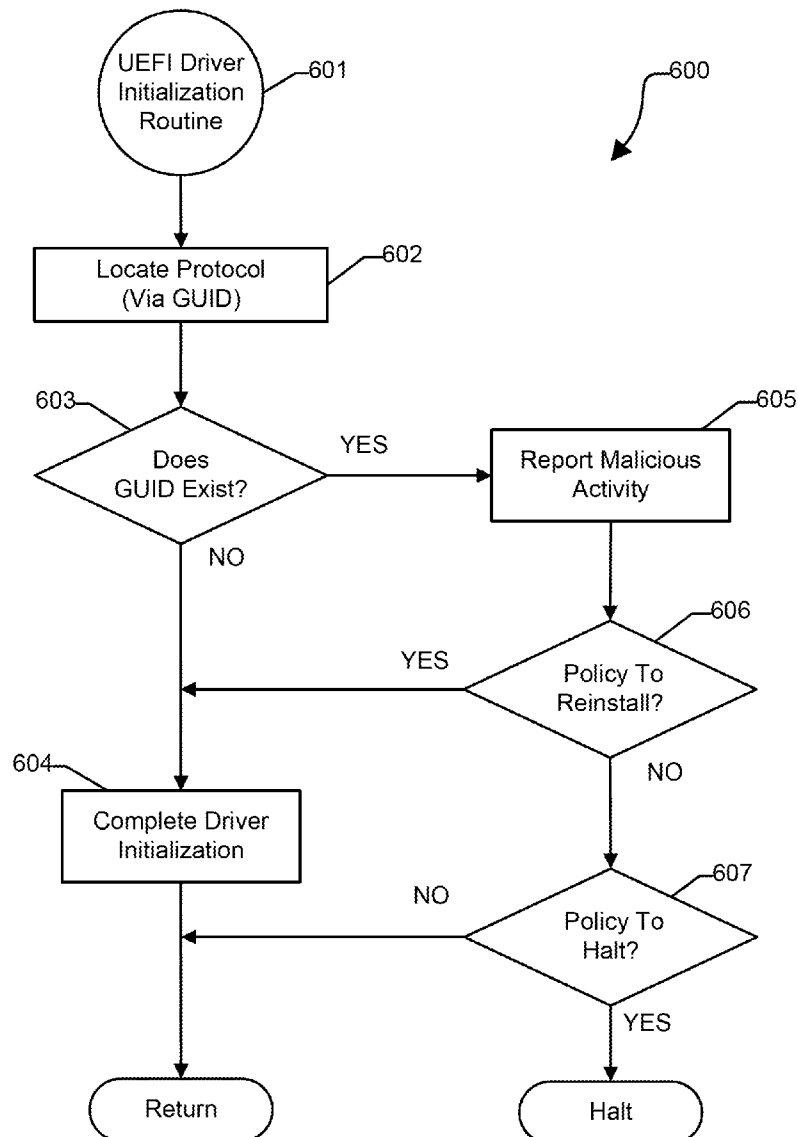 UEFI Driver
Initialization
Routine
601
600
Locate Protocol
(Via GUID)
602
603
Does
GUID Exist?
YES
NO
605
Report Malicious
Activity
606
Policy To
Reinstall?
YES
NO
604
Complete Driver
Initialization
607
Policy To
Halt?
NO
YES
Return
Halt